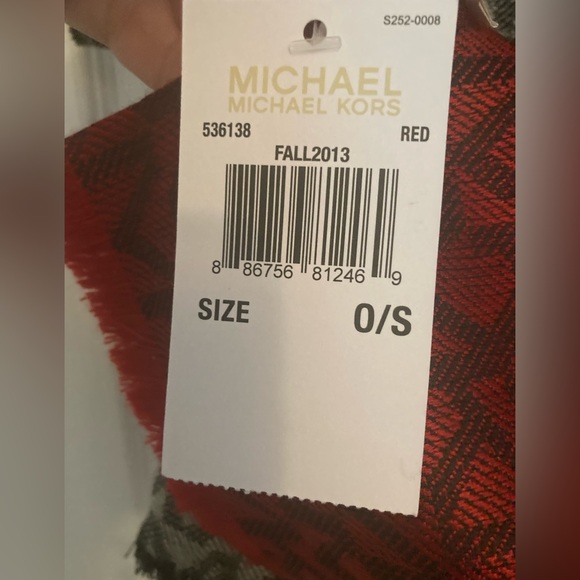 S252-0008
MICHAEL
MICHAEL KORS
536138 RED
FALL2013
8 86756 81246 9
SIZE O/S